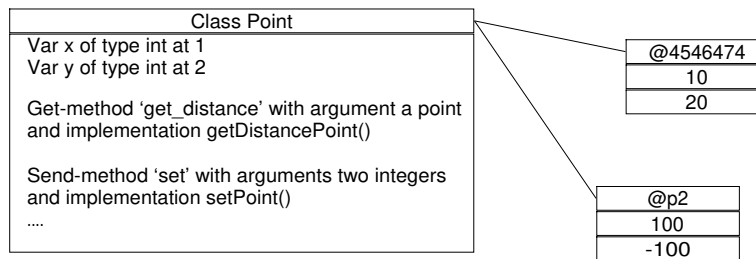 Class Point
Var x of type int at 1
Var y of type int at 2
Get-method ‘get_distance’ with argument a point
and implementation getDistancePoint()
Send-method ‘set’ with arguments two integers
and implementation setPoint()
....
@4546474
10
20
@p2
100
-100